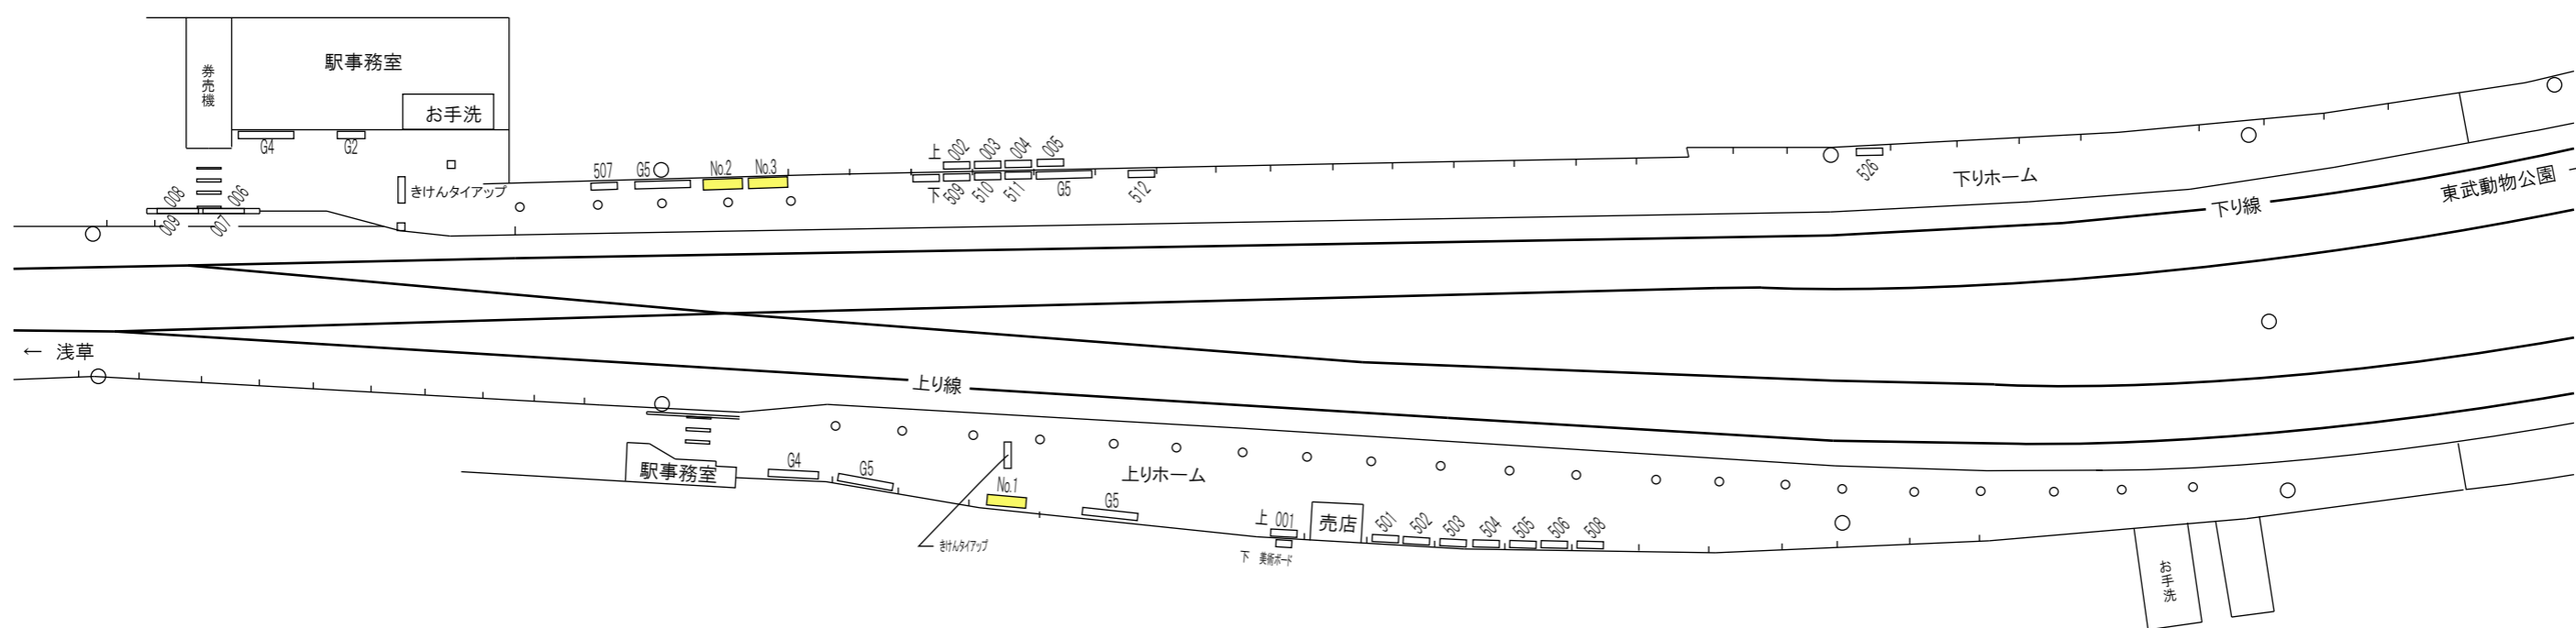 駅事務室
券売機
お手洗
G4
G2
きけんタイアップ
008
006
009
007
507
G5
No.2
No.3
上
002
003
004
005
下
509
510
511
G5
512
526
下りホーム
東武動物公園
下り線
← 浅草
上り線
駅事務室
G4
G5
No.1
きけんタイアップ
上りホーム
G5
上 001
下 美術ボード
売店
501
502
503
504
505
506
508
お手洗